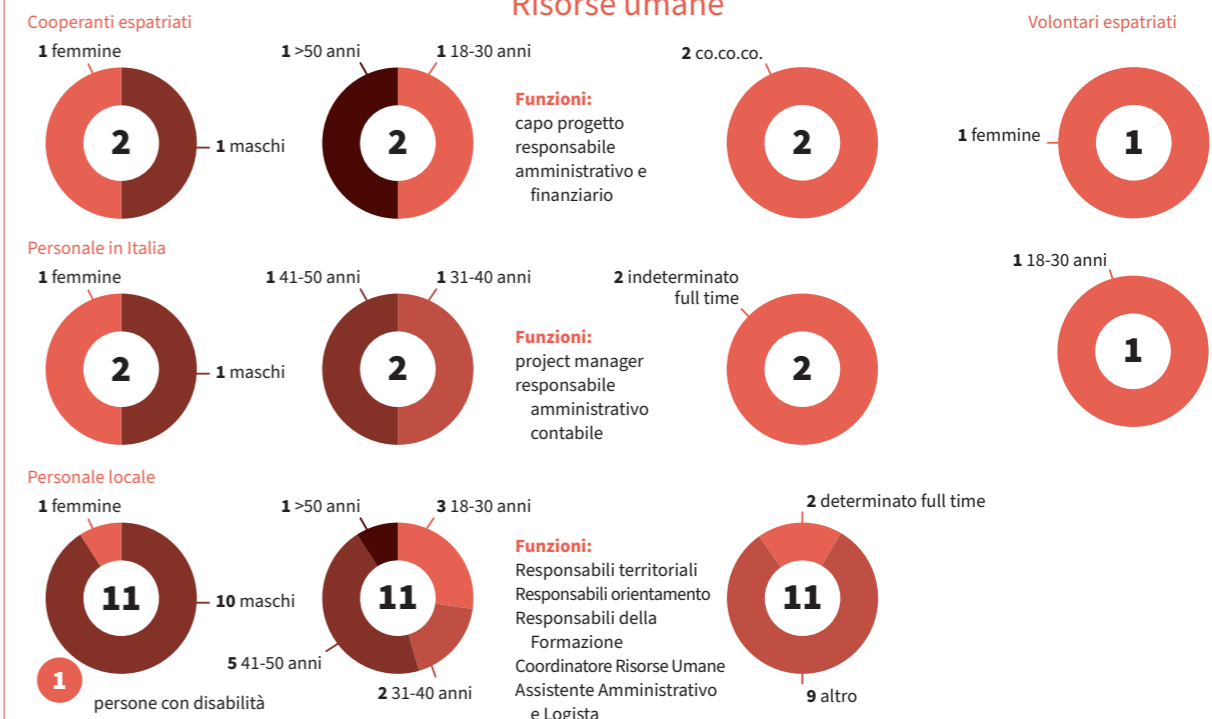 Risorse umane
Cooperanti espatriati
1 femmine
2
1 maschi
1 >50 anni
1 18-30 anni
2
Funzioni:
capo progetto
responsabile
amministrativo e
finanziario
2 co.co.co.
2
Volontari espatriati
1 femmine
1
1 18-30 anni
1
Personale in Italia
1 femmine
2
1 maschi
1 41-50 anni
1 31-40 anni
2
Funzioni:
project manager
responsabile
amministrativo
contabile
2 indeterminato
full time
2
Personale locale
1 femmine
11
10 maschi
1
persone con disabilità
1 >50 anni
3 18-30 anni
11
5 41-50 anni
2 31-40 anni
Funzioni:
Responsabili territoriali
Responsabili orientamento
Responsabili della
Formazione
Coordinatore Risorse Umane
Assistente Amministrativo
e Logista
2 determinato full time
11
9 altro